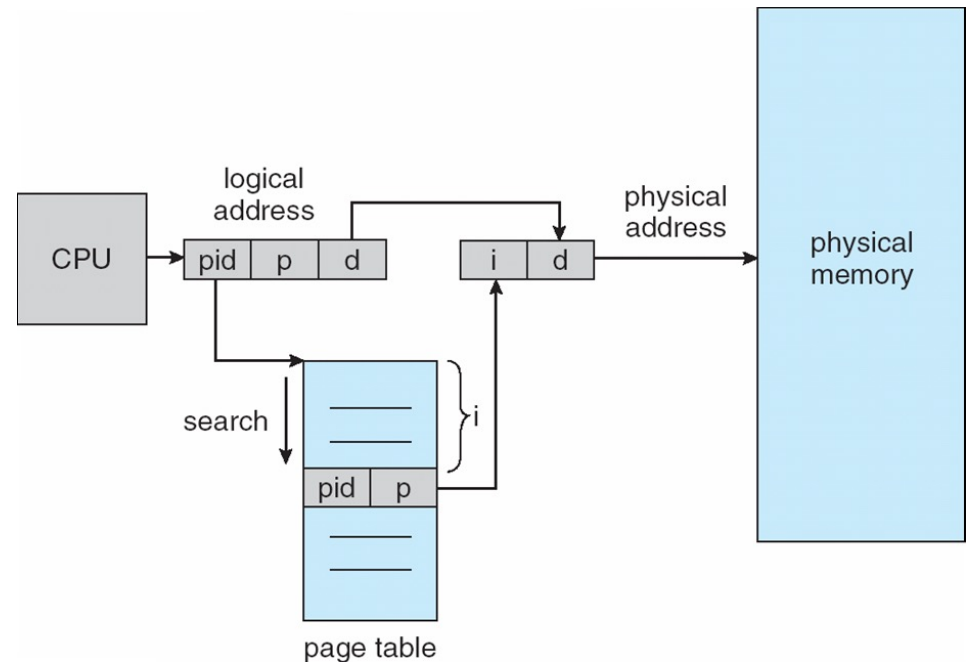 logical
address
physical
address
CPU
pid p d
i d
physical
memory
search
i
pid p
page table